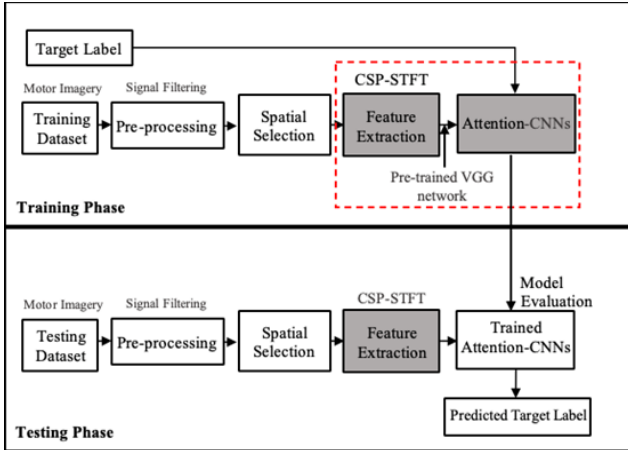 Target Label
Motor Imagery
Signal Filtering
CSP-STFT
Training
Dataset
Pre-processing
Spatial
Selection
Feature
Extraction
Attention-CNNs
Pre-trained VGG
network
Training Phase
Model
Evaluation
Motor Imagery
Signal Filtering
CSP-STFT
Testing
Dataset
Pre-processing
Spatial
Selection
Feature
Extraction
Trained
Attention-CNNs
Predicted Target Label
Testing Phase